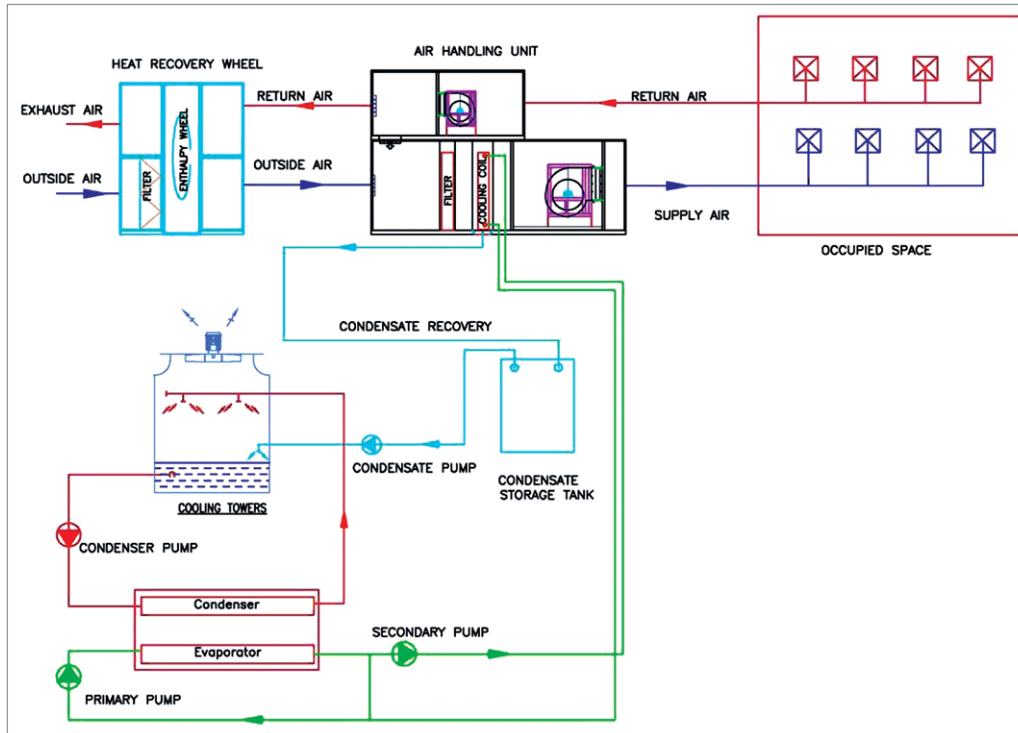 HEAT RECOVERY WHEEL
AIR HANDLING UNIT
EXHAUST AIR
RETURN AIR
RETURN AIR
OUTSIDE AIR
FILTER
ENTHALPY WHEEL
OUTSIDE AIR
FILTER
COOLING COIL
SUPPLY AIR
OCCUPIED SPACE
CONDENSATE RECOVERY
CONDENSATE PUMP
CONDENSATE
STORAGE TANK
COOLING TOWERS
CONDENSER PUMP
Condenser
Evaporator
SECONDARY PUMP
PRIMARY PUMP